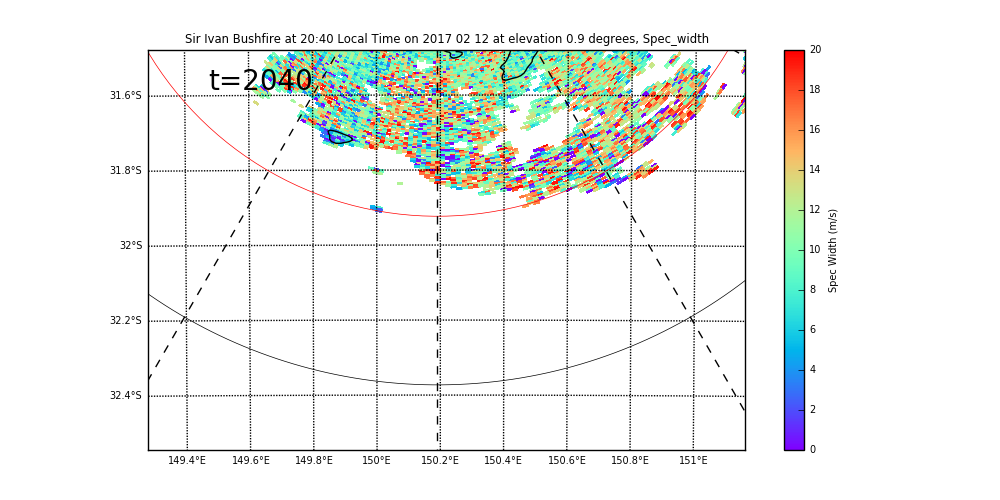 Sir Ivan Bushfire at 20:40 Local Time on 2017 02 12 at elevation 0.9 degrees, Spec_width
t=2040
31.6°S
31.8°S
32°S
32.2°S
32.4°S
149.4°E 149.6°E 149.8°E 150°E 150.2°E 150.4°E 150.6°E 150.8°E 151°E
20
18
16
14
12
10
8
6
4
2
0
Spec Width (m/s)